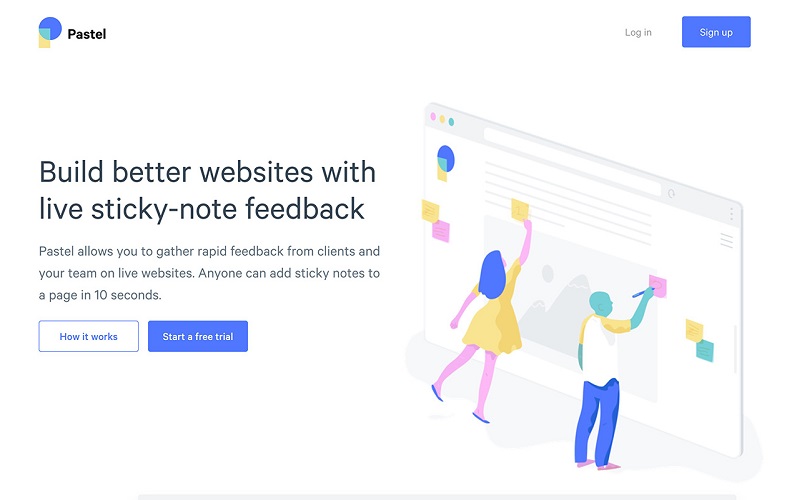 Pastel
Log in
Sign up
Build better websites with
live sticky-note feedback
Pastel allows you to gather rapid feedback from clients and
your team on live websites. Anyone can add sticky notes to
a page in 10 seconds.
How it works
Start a free trial